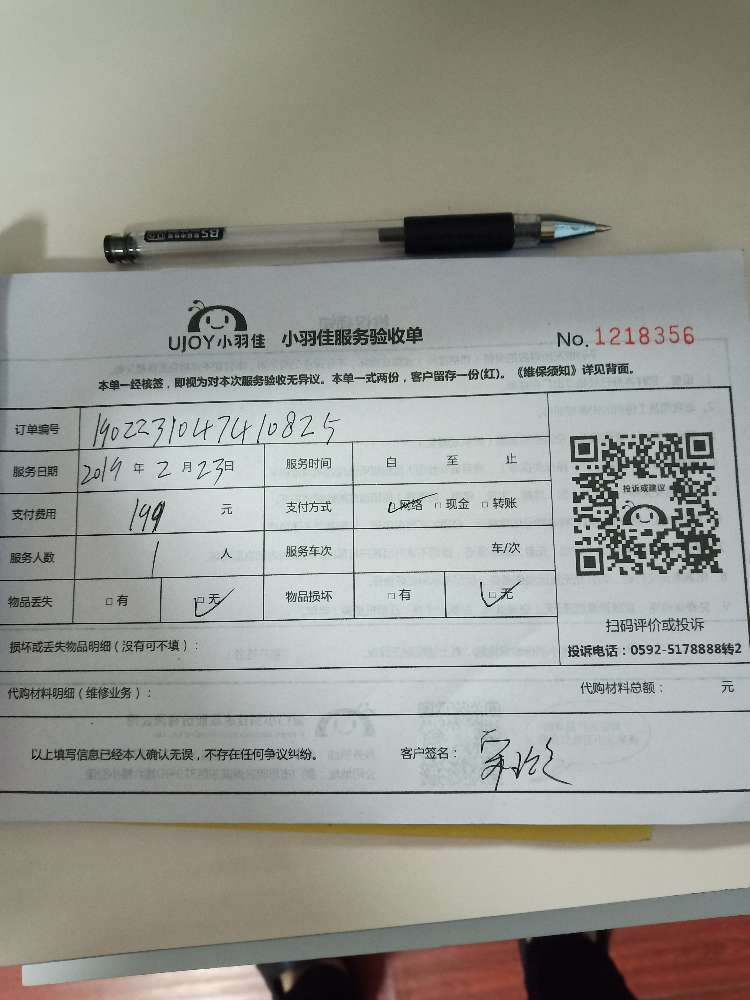 BS
UJOY小羽佳 小羽佳服务验收单 No. 1218356
本单一经核签，即视为对本次服务验收无异议。本单一式两份，客户留存一份(红)。《维保须知》详见背面。
订单编号 1902231047410825
服务日期 2019 年 2 月 23 日 服务时间 自 至 止
支付费用 199 元 支付方式 □网络 □现金 □转账
服务人数 1 人 服务车次 车/次
物品丢失 □有 □无 物品损坏 □有 □无
投诉或建议
扫码评价或投诉
投诉电话：0592-5178888转2
损坏或丢失物品明细（没有可不填）：
代购材料明细（维修业务）： 代购材料总额： 元
以上填写信息已经本人确认无误，不存在任何争议纠纷。 客户签名：